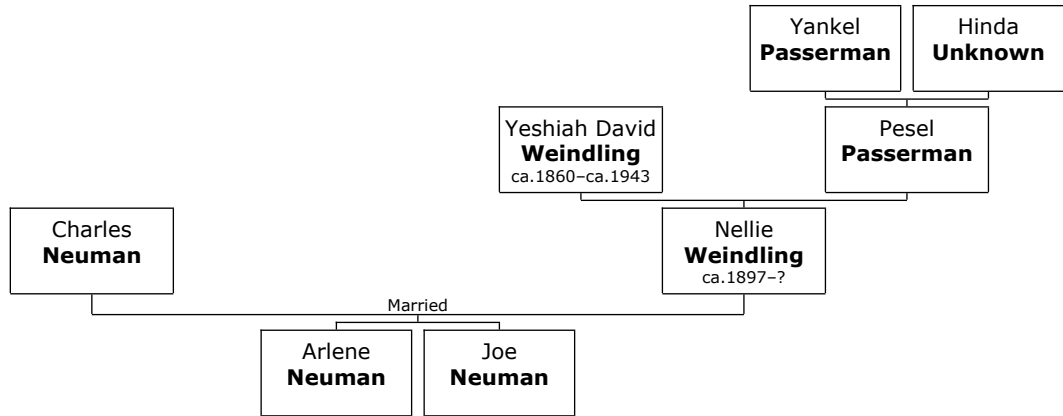 Yankel
Passerman
Hinda
Unknown
Yeshiah David
Weindling
ca.1860–ca.1943
Pesel
Passerman
Charles
Neuman
Nellie
Weindling
ca.1897–?
Married
Arlene
Neuman
Joe
Neuman